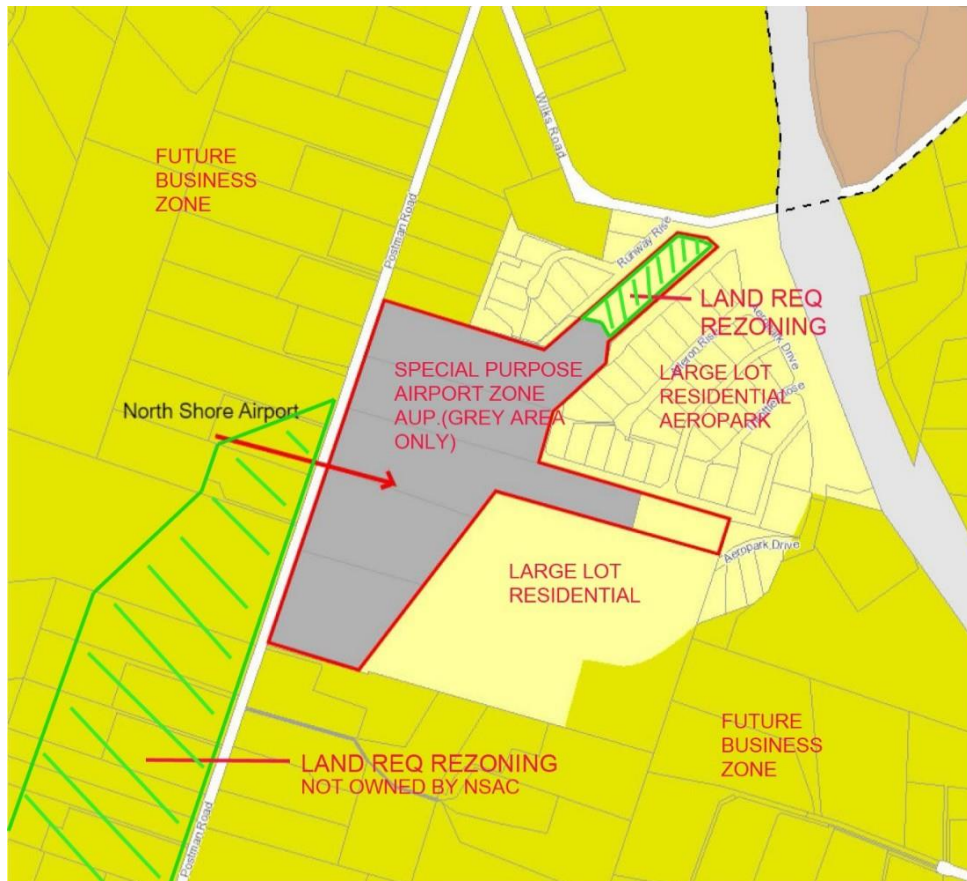 Wilks Road
FUTURE
BUSINESS
ZONE
Postman Road
Runway Rise
LAND REQ
REZONING
Aeropark Drive
SPECIAL PURPOSE
AIRPORT ZONE
AUP.(GREY AREA
ONLY)
LARGE LOT
RESIDENTIAL
AEROPARK
North Shore Airport
Aeropark Drive
LARGE LOT
RESIDENTIAL
FUTURE
BUSINESS
ZONE
LAND REQ REZONING
NOT OWNED BY NSAC
Postman Road